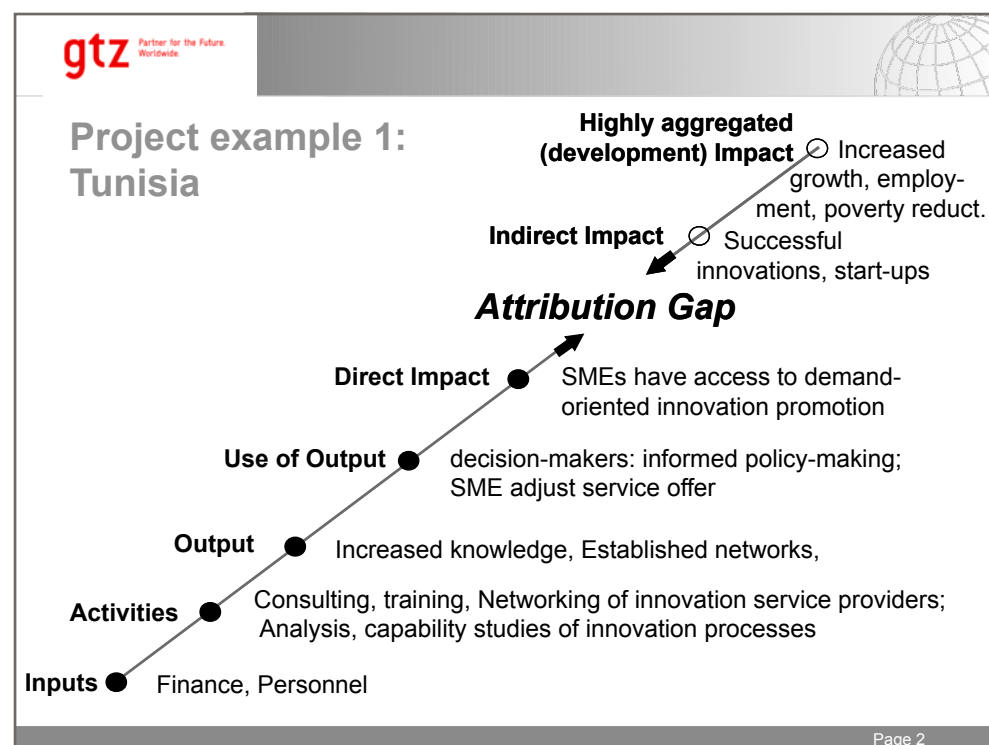 gtz Partner for the Future.
Worldwide.
Project example 1:
Tunisia
Highly aggregated
(development) Impact
Increased
growth, employ-
ment, poverty reduct.
Indirect Impact
Successful
innovations, start-ups
Attribution Gap
Direct Impact
SMEs have access to demand-
oriented innovation promotion
Use of Output
decision-makers: informed policy-making;
SME adjust service offer
Output
Increased knowledge, Established networks,
Activities
Consulting, training, Networking of innovation service providers;
Analysis, capability studies of innovation processes
Inputs
Finance, Personnel
Page 2